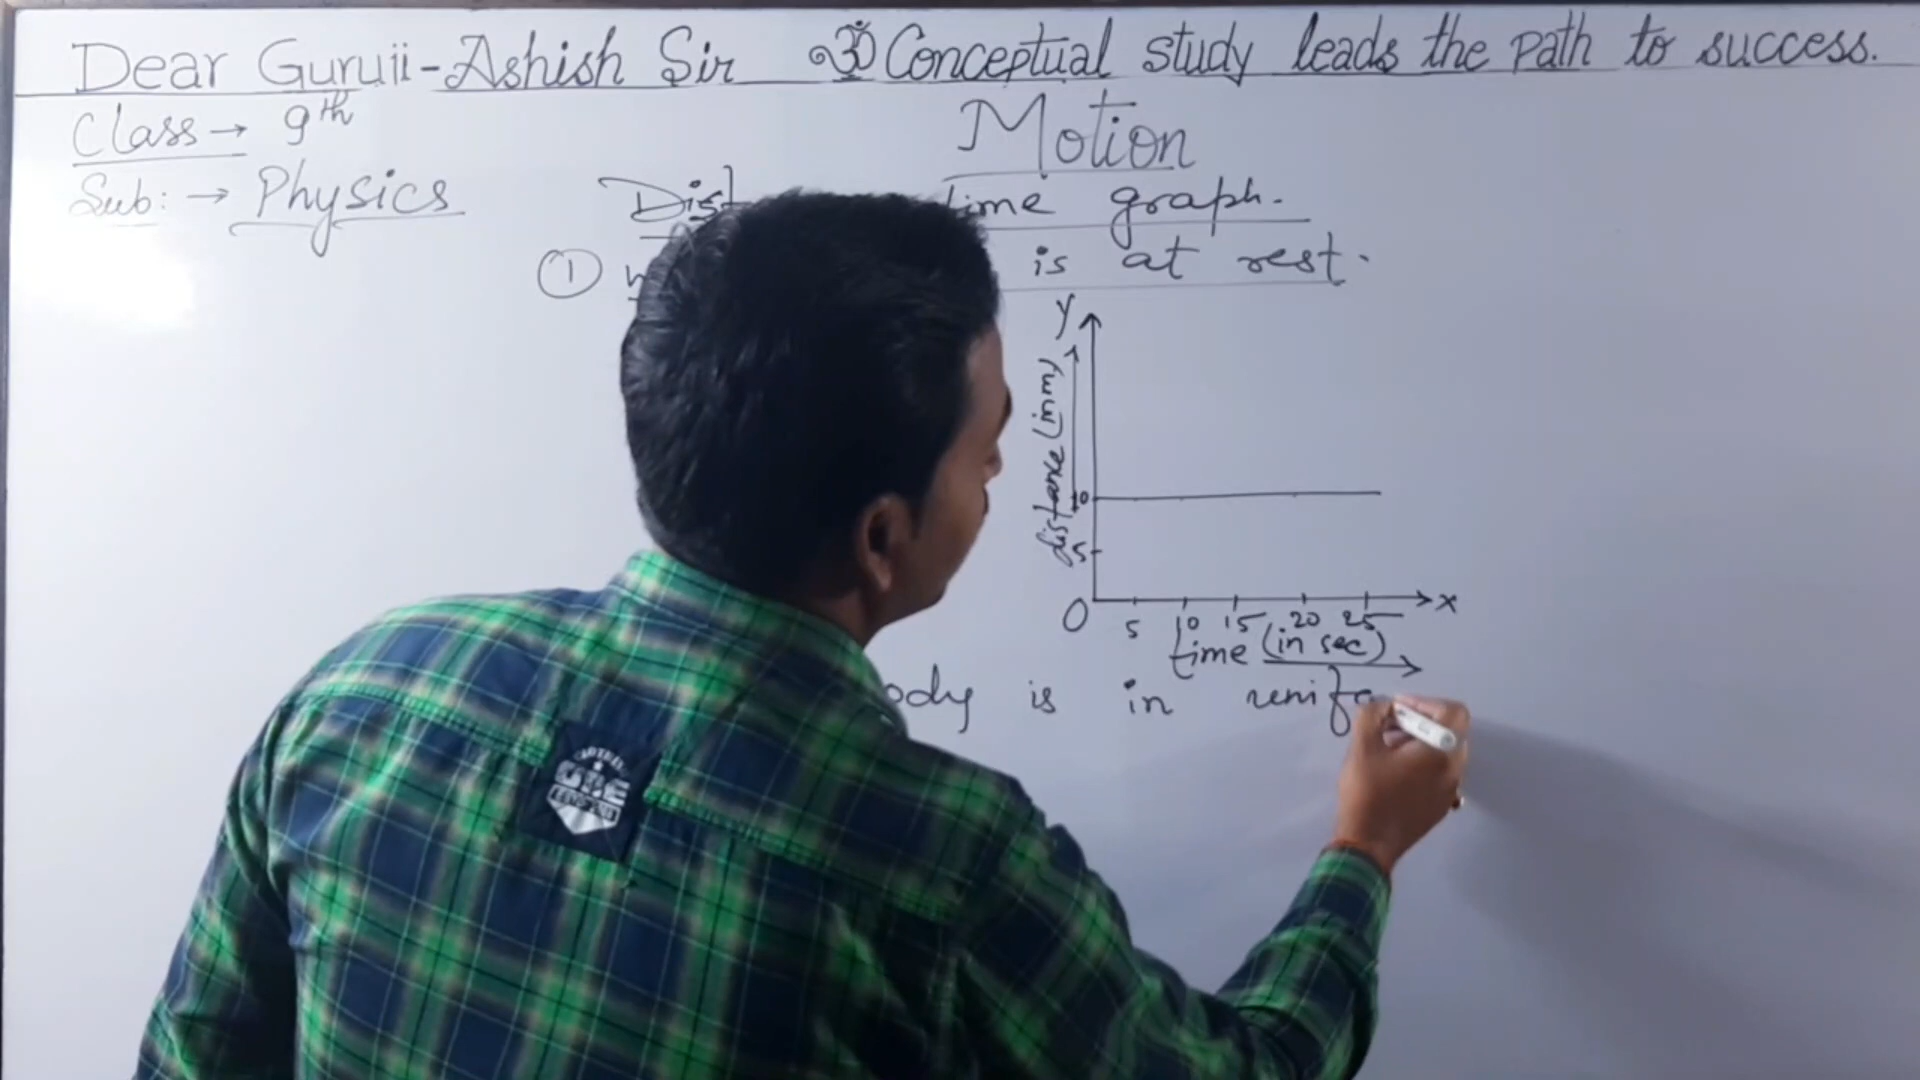 Dear Guruji-Ashish Sir ॐ Conceptual study leads the path to success.
Class → 9th
Motion
Sub: → Physics
time graph.
① is at rest.
Y
distance (in m)
10
5
O 5 10 15 20 25 x
time (in sec)
ody is in unifo